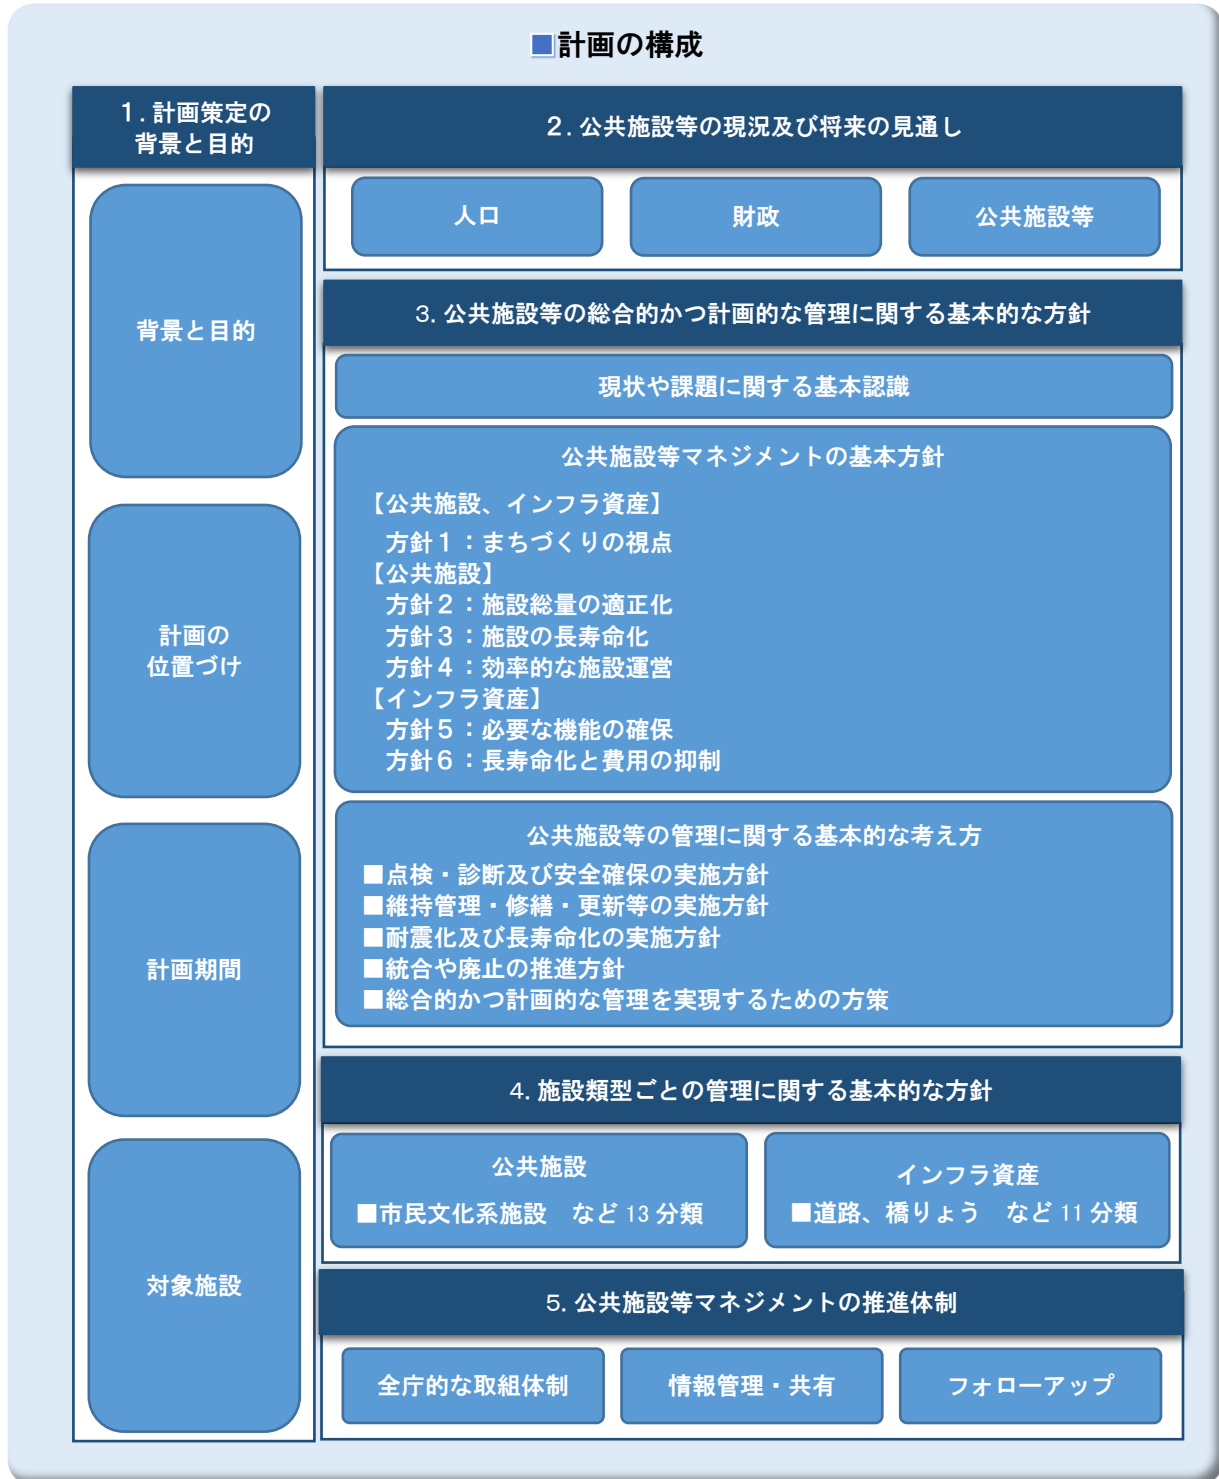 ■計画の構成
１.計画策定の
背景と目的
背景と目的
計画の
位置づけ
計画期間
対象施設
２.公共施設等の現況及び将来の見通し
人口
財政
公共施設等
3.公共施設等の総合的かつ計画的な管理に関する基本的な方針
現状や課題に関する基本認識
公共施設等マネジメントの基本方針
【公共施設、インフラ資産】
方針１：まちづくりの視点
【公共施設】
方針２：施設総量の適正化
方針３：施設の長寿命化
方針４：効率的な施設運営
【インフラ資産】
方針５：必要な機能の確保
方針６：長寿命化と費用の抑制
公共施設等の管理に関する基本的な考え方
■点検・診断及び安全確保の実施方針
■維持管理・修繕・更新等の実施方針
■耐震化及び長寿命化の実施方針
■統合や廃止の推進方針
■総合的かつ計画的な管理を実現するための方策
4.施設類型ごとの管理に関する基本的な方針
公共施設
■市民文化系施設　など 13 分類
インフラ資産
■道路、橋りょう　など 11 分類
5.公共施設等マネジメントの推進体制
全庁的な取組体制
情報管理・共有
フォローアップ